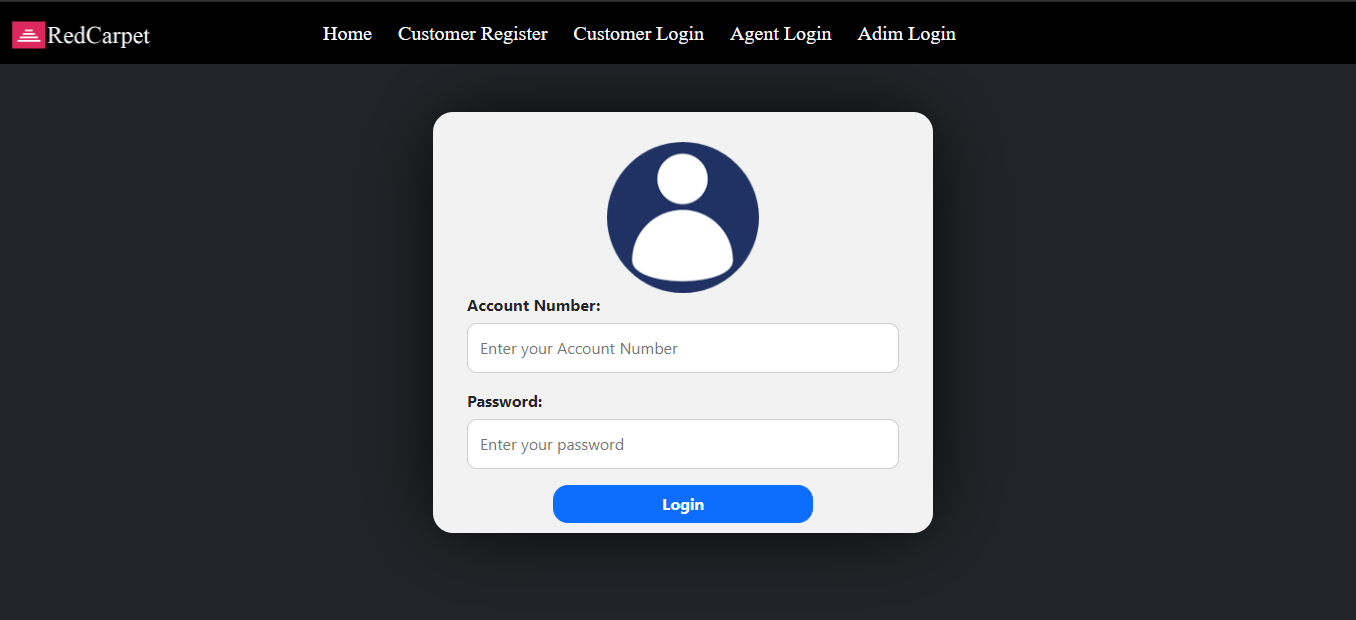 RedCarpet Home Customer Register Customer Login Agent Login Adim Login
Account Number:
Enter your Account Number
Password:
Enter your password
Login